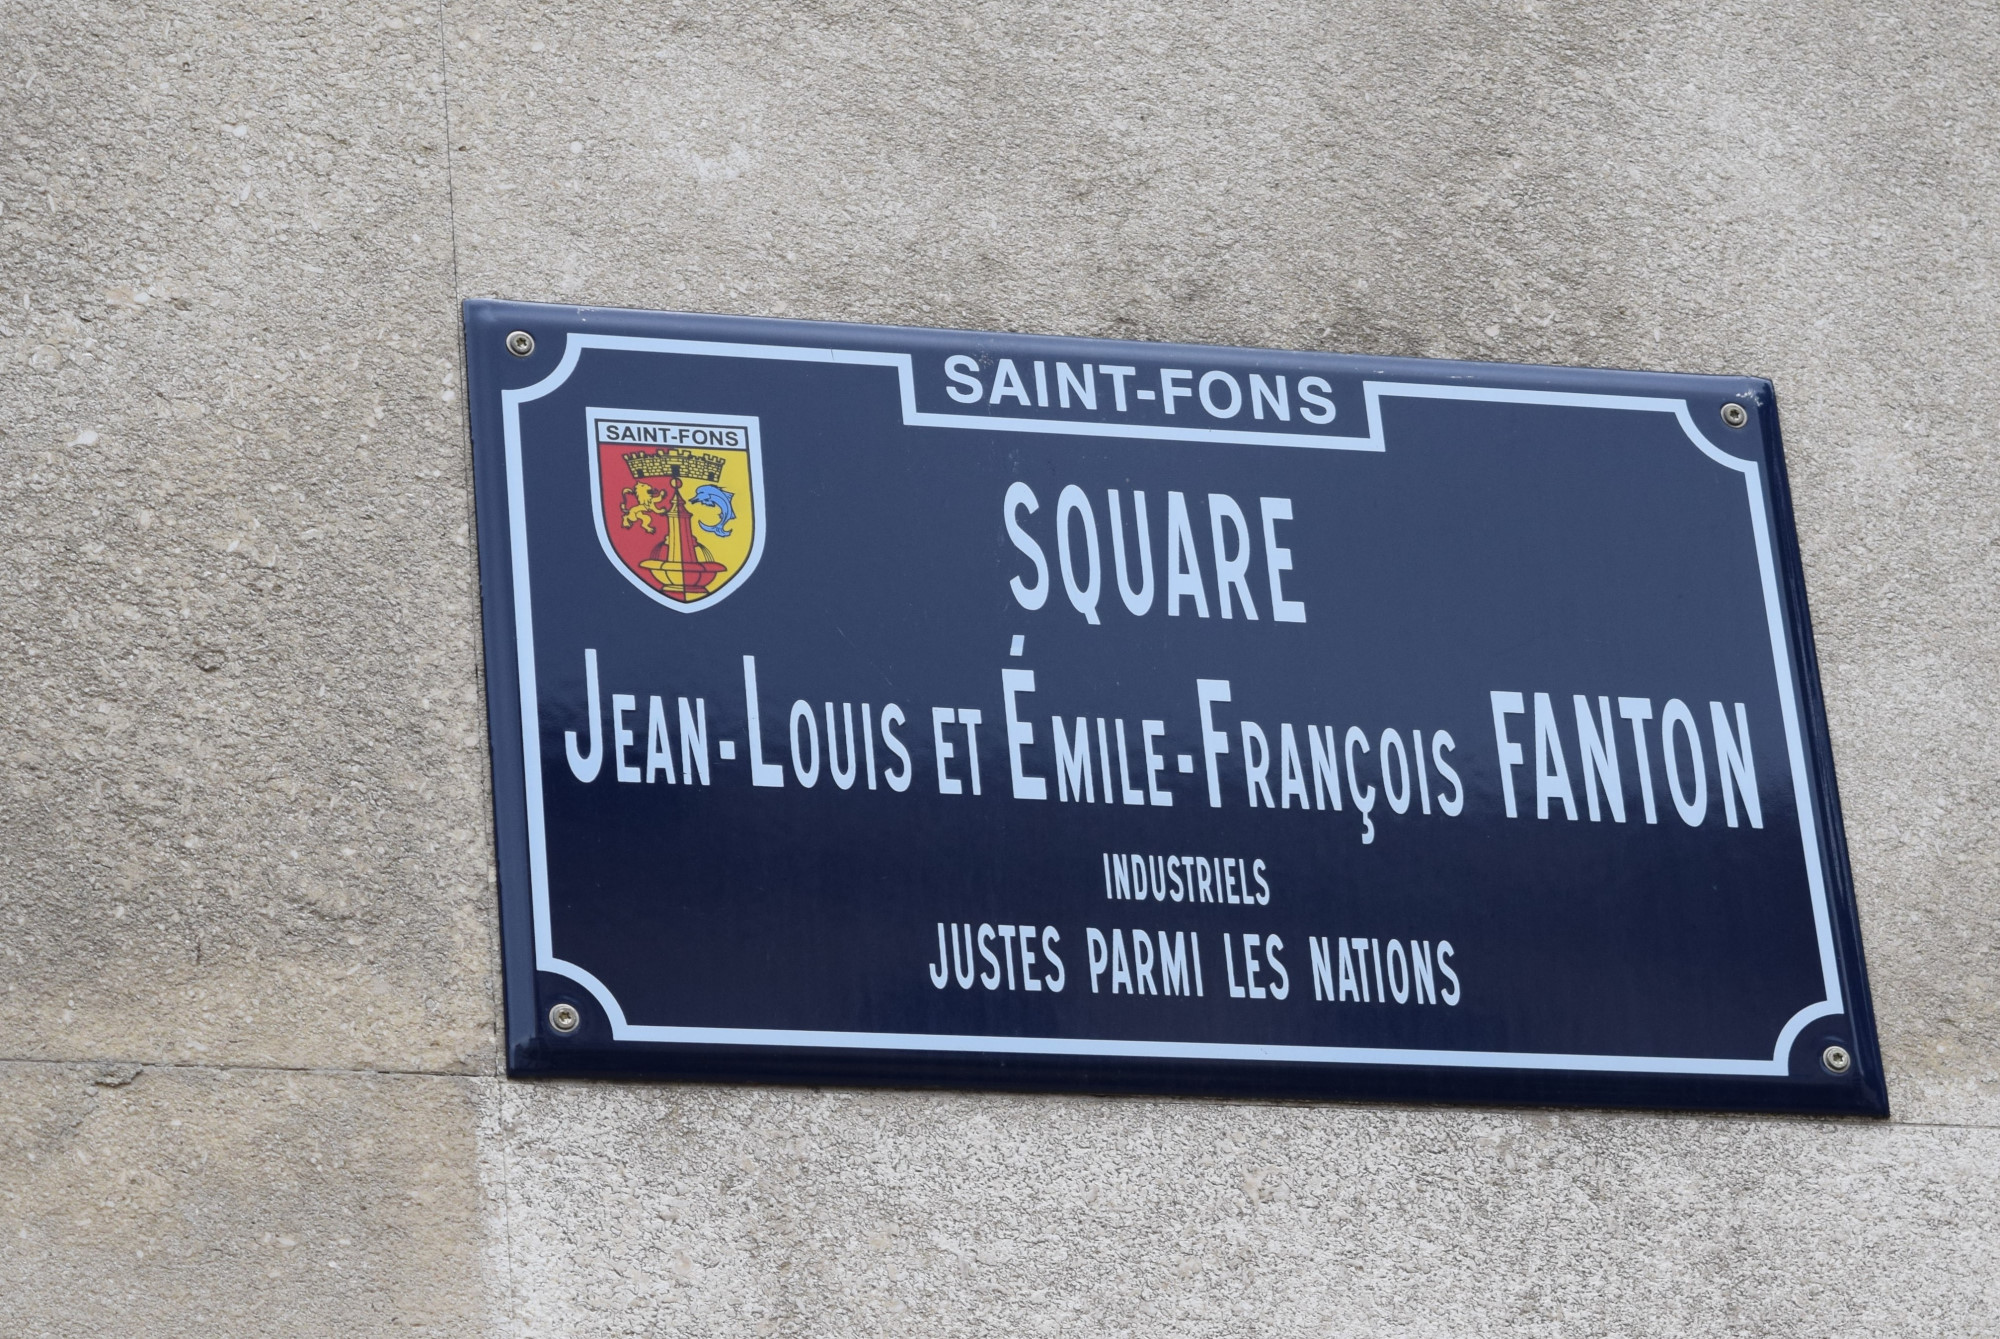 SAINT-FONS
SAINT-FONS
SQUARE
JEAN-LOUIS ET ÉMILE-FRANÇOIS FANTON
INDUSTRIELS
JUSTES PARMI LES NATIONS